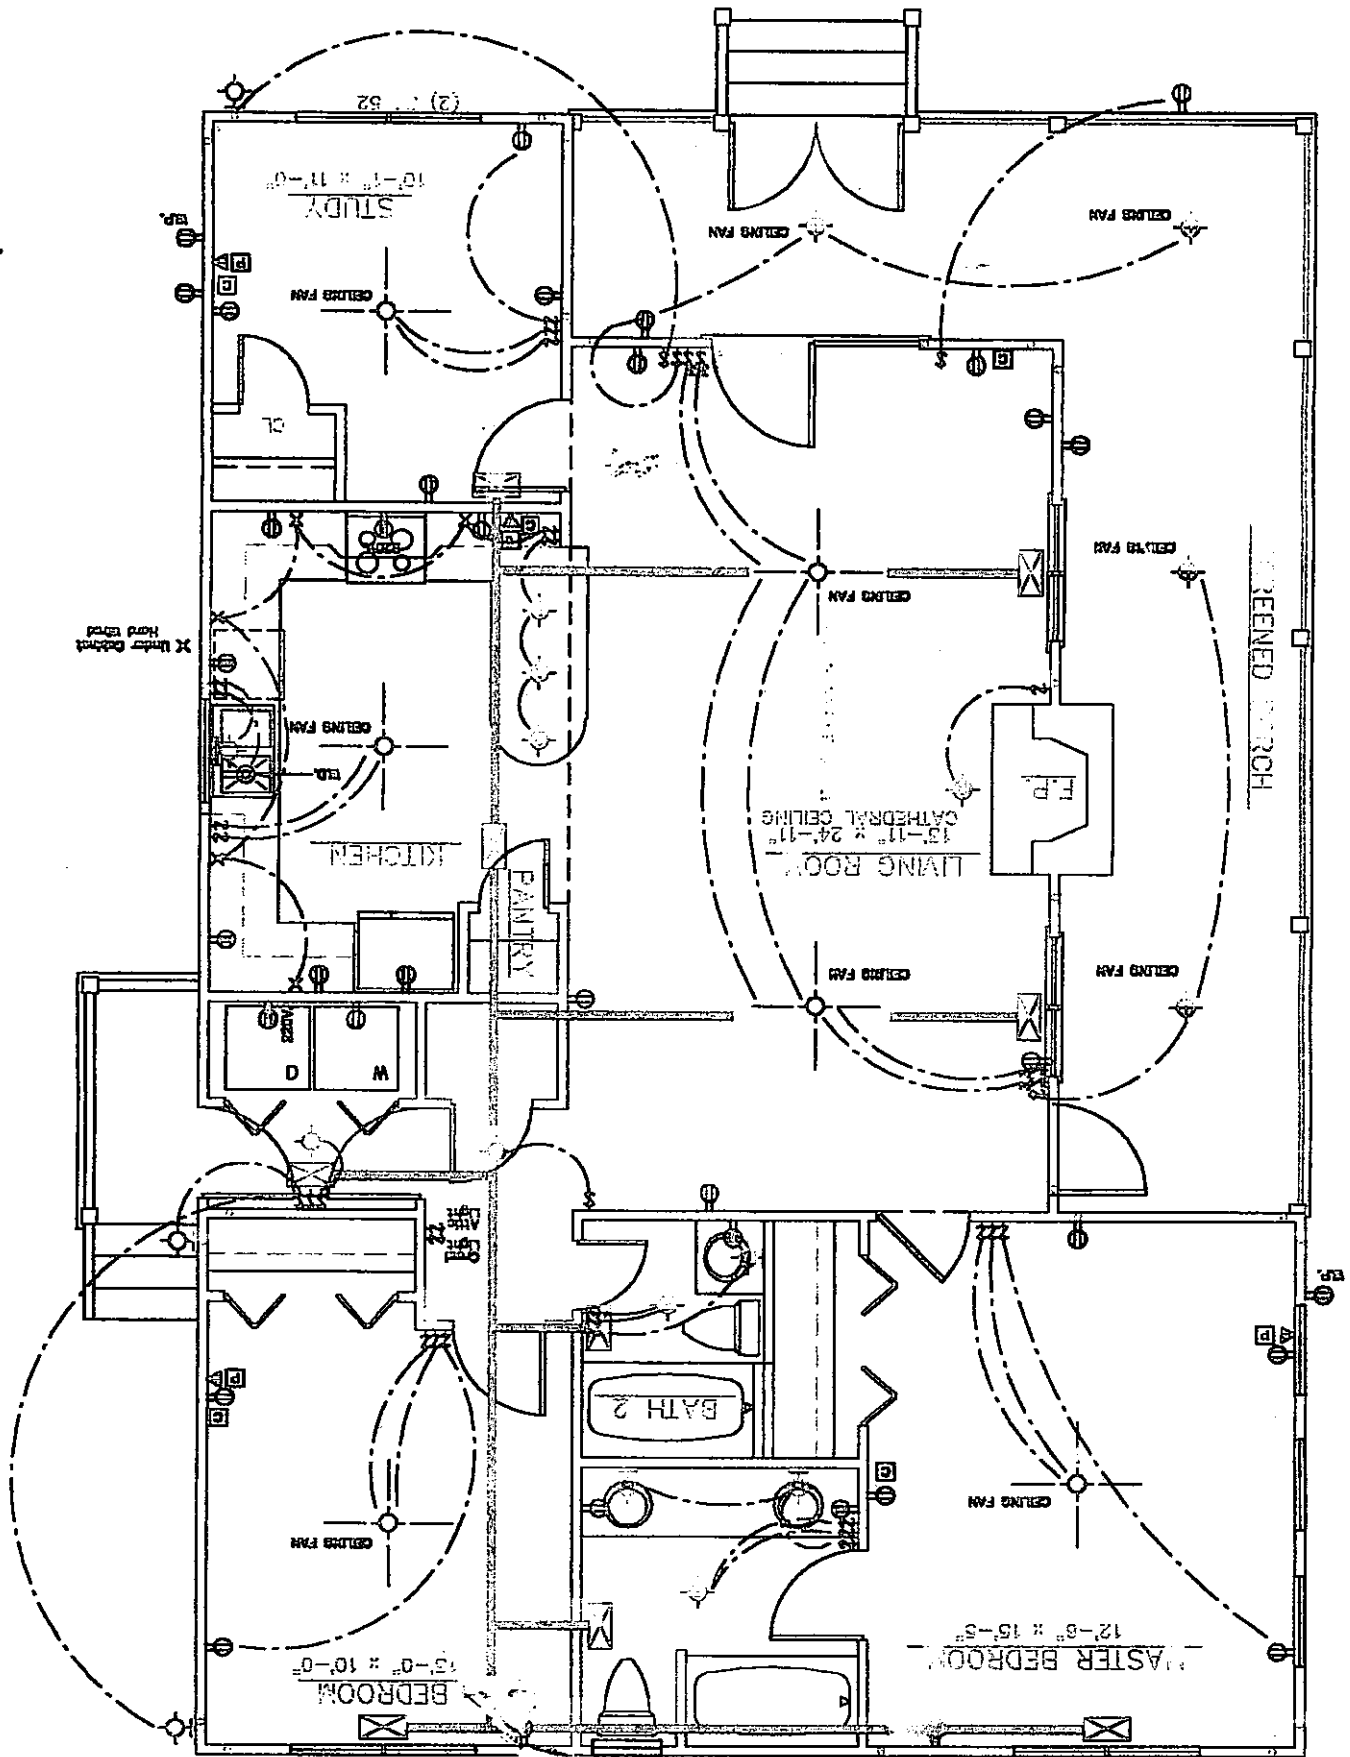 MASTER BEDROOM
12'-6" x 15'-5"
BEDROOM
13'-0" x 10'-0"
CEILING FAN
CEILING FAN
C
BATH 2
P
P
C
W.P.
Light
Attic
Light
W
D
CEILING FAN
CEILING FAN
PANTRY
KITCHEN
LIVING ROOM
13'-11" x 24'-11"
CATHEDRAL CEILING
F.P.
CEILING FAN
X Under Cabinet
Hard Wired
CEILING FAN
CEILING FAN
SCREENED PORCH
C
CL
C
CEILING FAN
C
P
W.P.
CEILING FAN
CEILING FAN
STUDY
10'-1" x 11'-0"